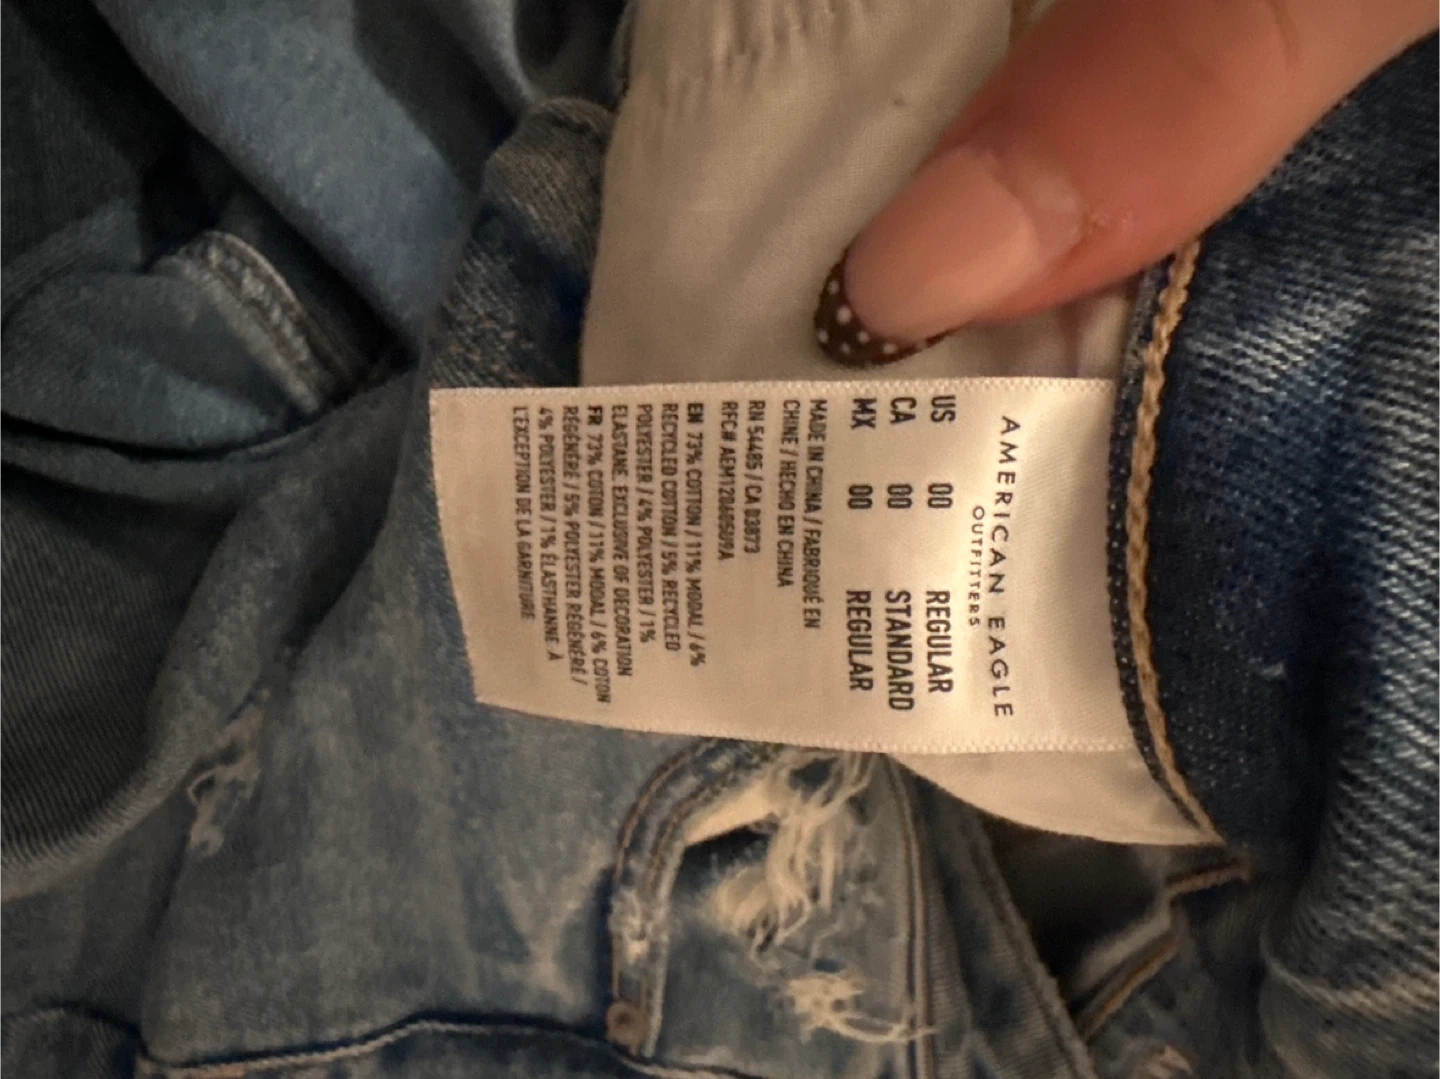 AMERICAN EAGLE
OUTFITTERS
US 00 REGULAR
CA 00 STANDARD
MX 00 REGULAR
MADE IN CHINA / FABRIQUÉ EN
CHINE / HECHO EN CHINA
RN 54485 / CA 03873
RFC# AEM12060509A
EN 73% COTTON / 11% MODAL / 6%
RECYCLED COTTON / 5% RECYCLED
POLYESTER / 4% POLYESTER / 1%
ELASTANE. EXCLUSIVE OF DECORATION
FR 73% COTON / 11% MODAL / 6% COTON
RÉGÉNÉRÉ / 5% POLYESTER RÉGÉNÉRÉ /
4% POLYESTER / 1% ÉLASTHANNE. À
L'EXCEPTION DE LA GARNITURE